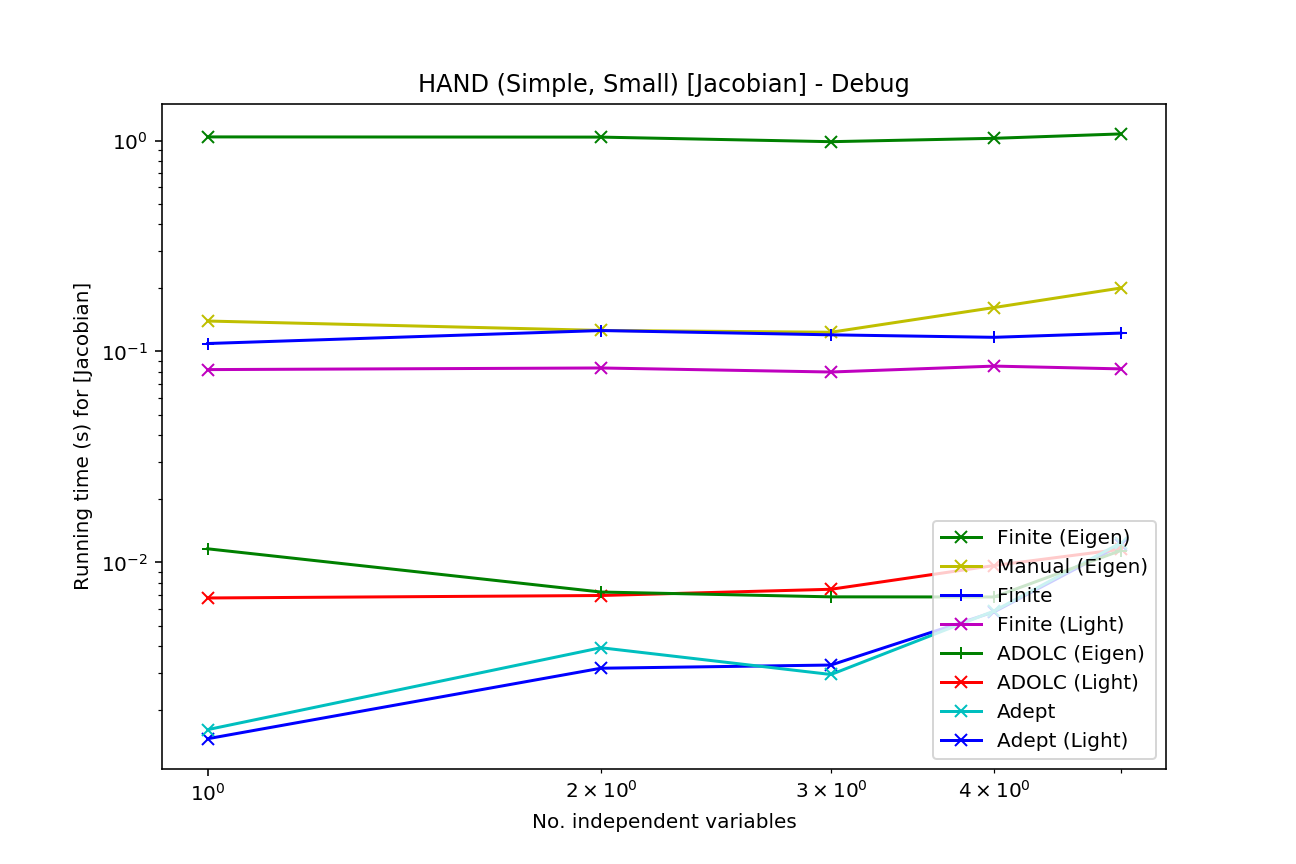 HAND (Simple, Small) [Jacobian] - Debug
Running time (s) for [Jacobian]
10⁰
10⁻¹
10⁻²
Finite (Eigen)
Manual (Eigen)
Finite
Finite (Light)
ADOLC (Eigen)
ADOLC (Light)
Adept
Adept (Light)
10⁰ 2 × 10⁰ 3 × 10⁰ 4 × 10⁰
No. independent variables